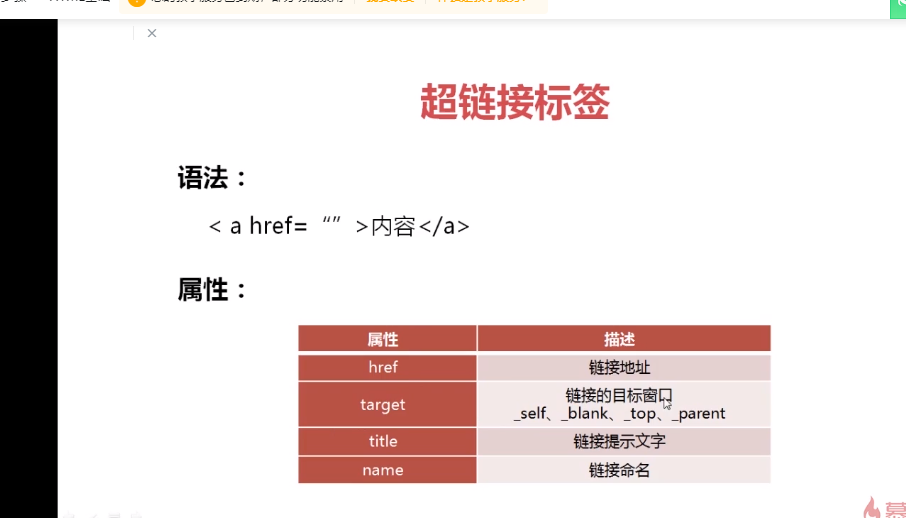 ×
超链接标签
语法：
< a href= “” >内容</a>
属性：
属性 描述
href 链接地址
target 链接的目标窗口
_self、_blank、_top、_parent
title 链接提示文字
name 链接命名